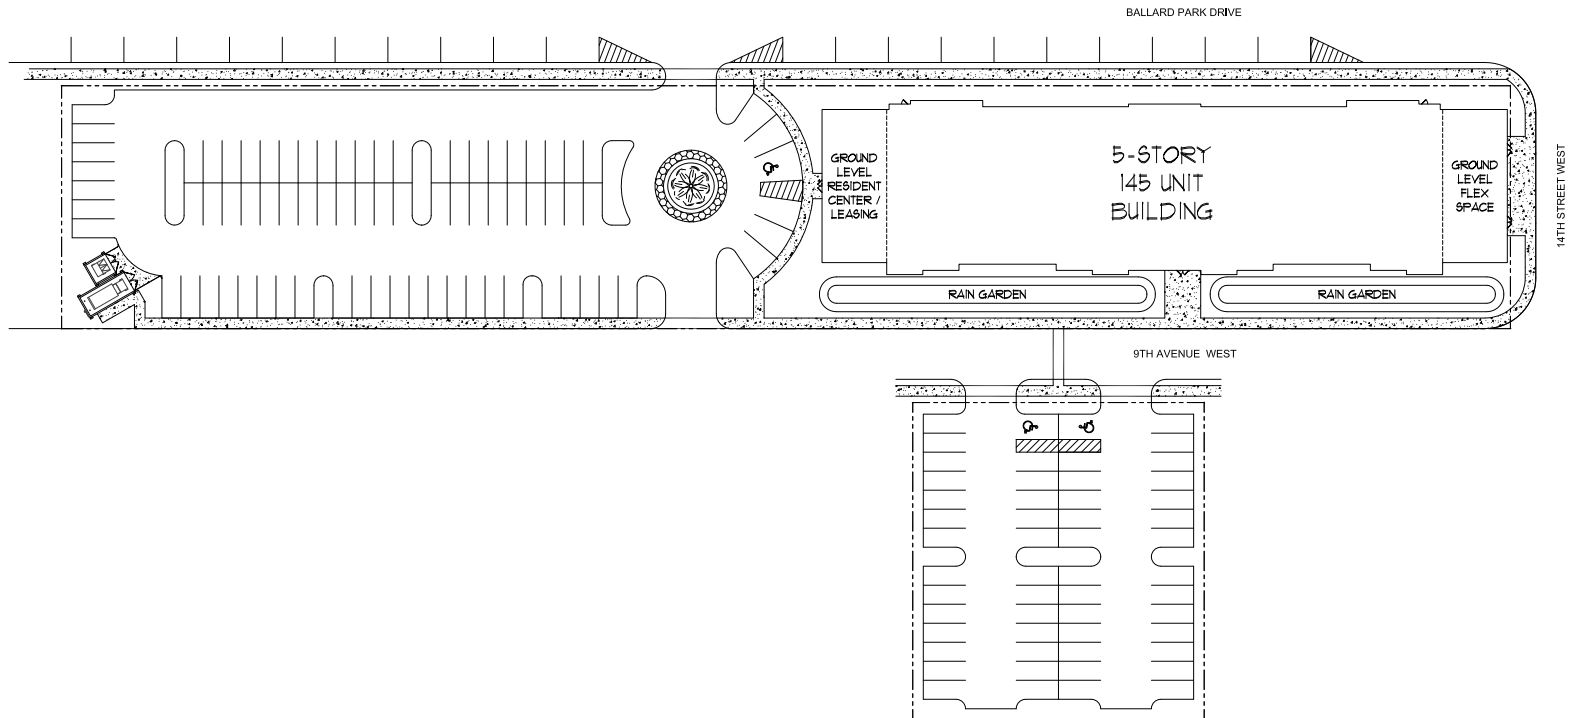 BALLARD PARK DRIVE
GROUND
LEVEL
RESIDENT
CENTER /
LEASING
5-STORY
145 UNIT
BUILDING
GROUND
LEVEL
FLEX
SPACE
14TH STREET WEST
RAIN GARDEN
RAIN GARDEN
9TH AVENUE WEST